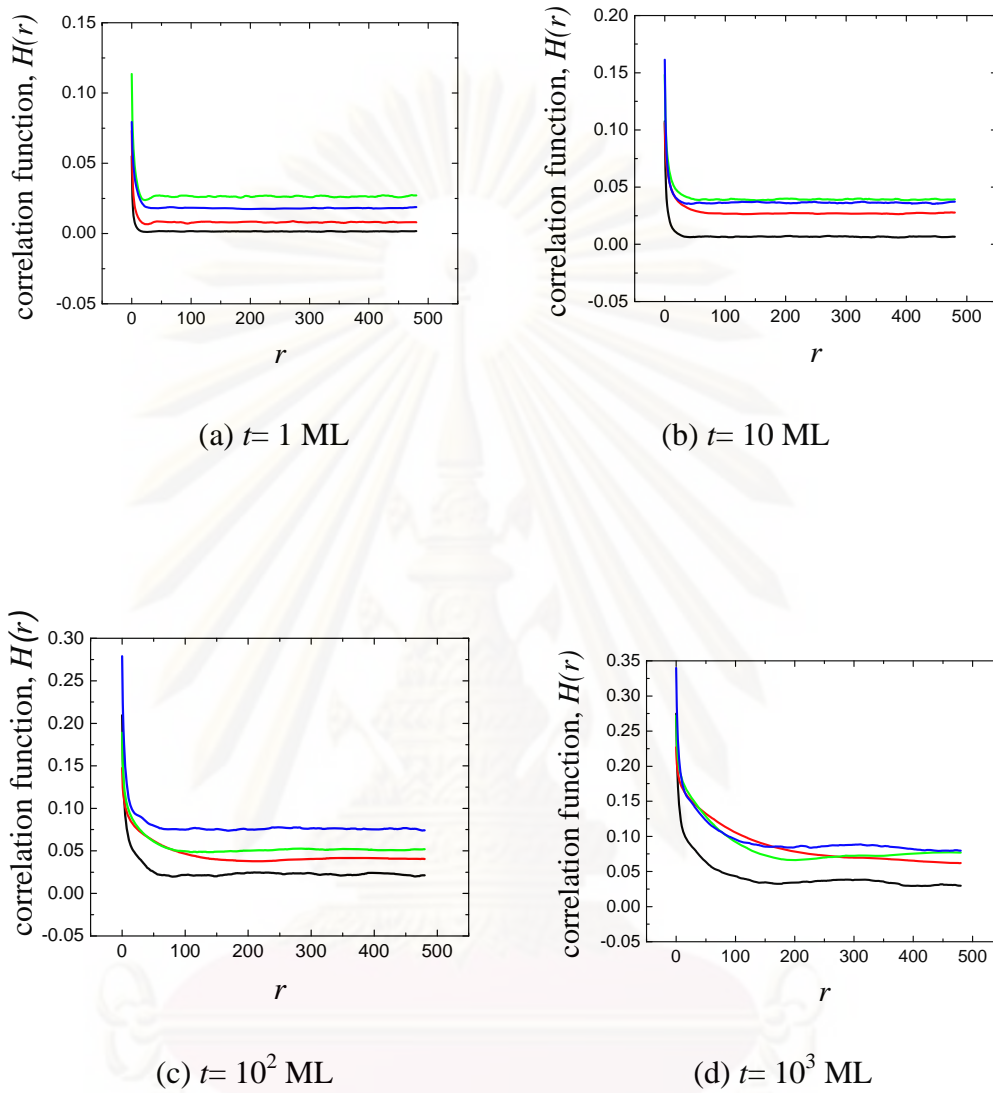 correlation function, H(r)
0.15
0.10
0.05
0.00
-0.05
0 100 200 300 400 500
r
(a) t= 1 ML
correlation function, H(r)
0.20
0.15
0.10
0.05
0.00
-0.05
0 100 200 300 400 500
r
(b) t= 10 ML
correlation function, H(r)
0.30
0.25
0.20
0.15
0.10
0.05
0.00
-0.05
0 100 200 300 400 500
r
(c) t= 10² ML
correlation function, H(r)
0.35
0.30
0.25
0.20
0.15
0.10
0.05
0.00
-0.05
0 100 200 300 400 500
r
(d) t= 10³ ML